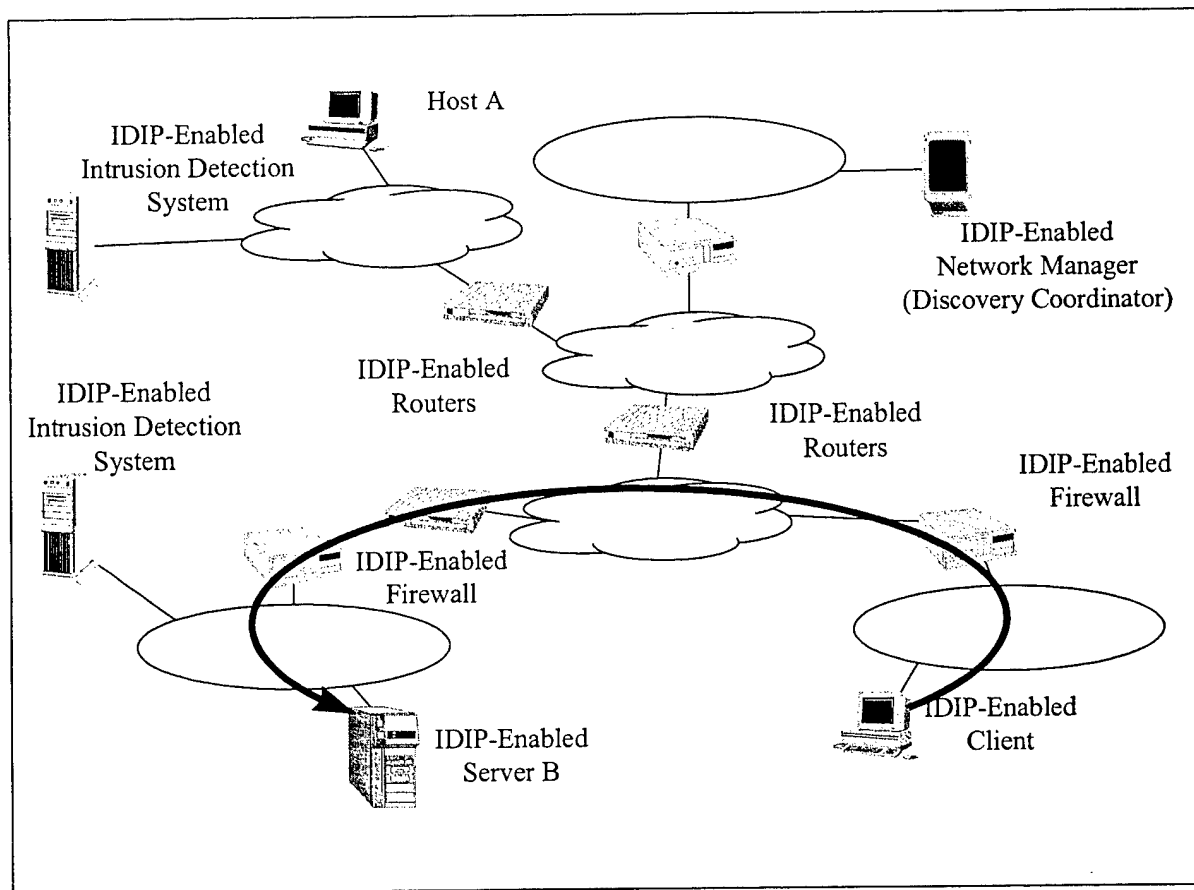 Host A
IDIP-Enabled
Intrusion Detection
System
IDIP-Enabled
Network Manager
(Discovery Coordinator)
IDIP-Enabled
Routers
IDIP-Enabled
Intrusion Detection
System
IDIP-Enabled
Routers
IDIP-Enabled
Firewall
IDIP-Enabled
Firewall
IDIP-Enabled
Server B
IDIP-Enabled
Client